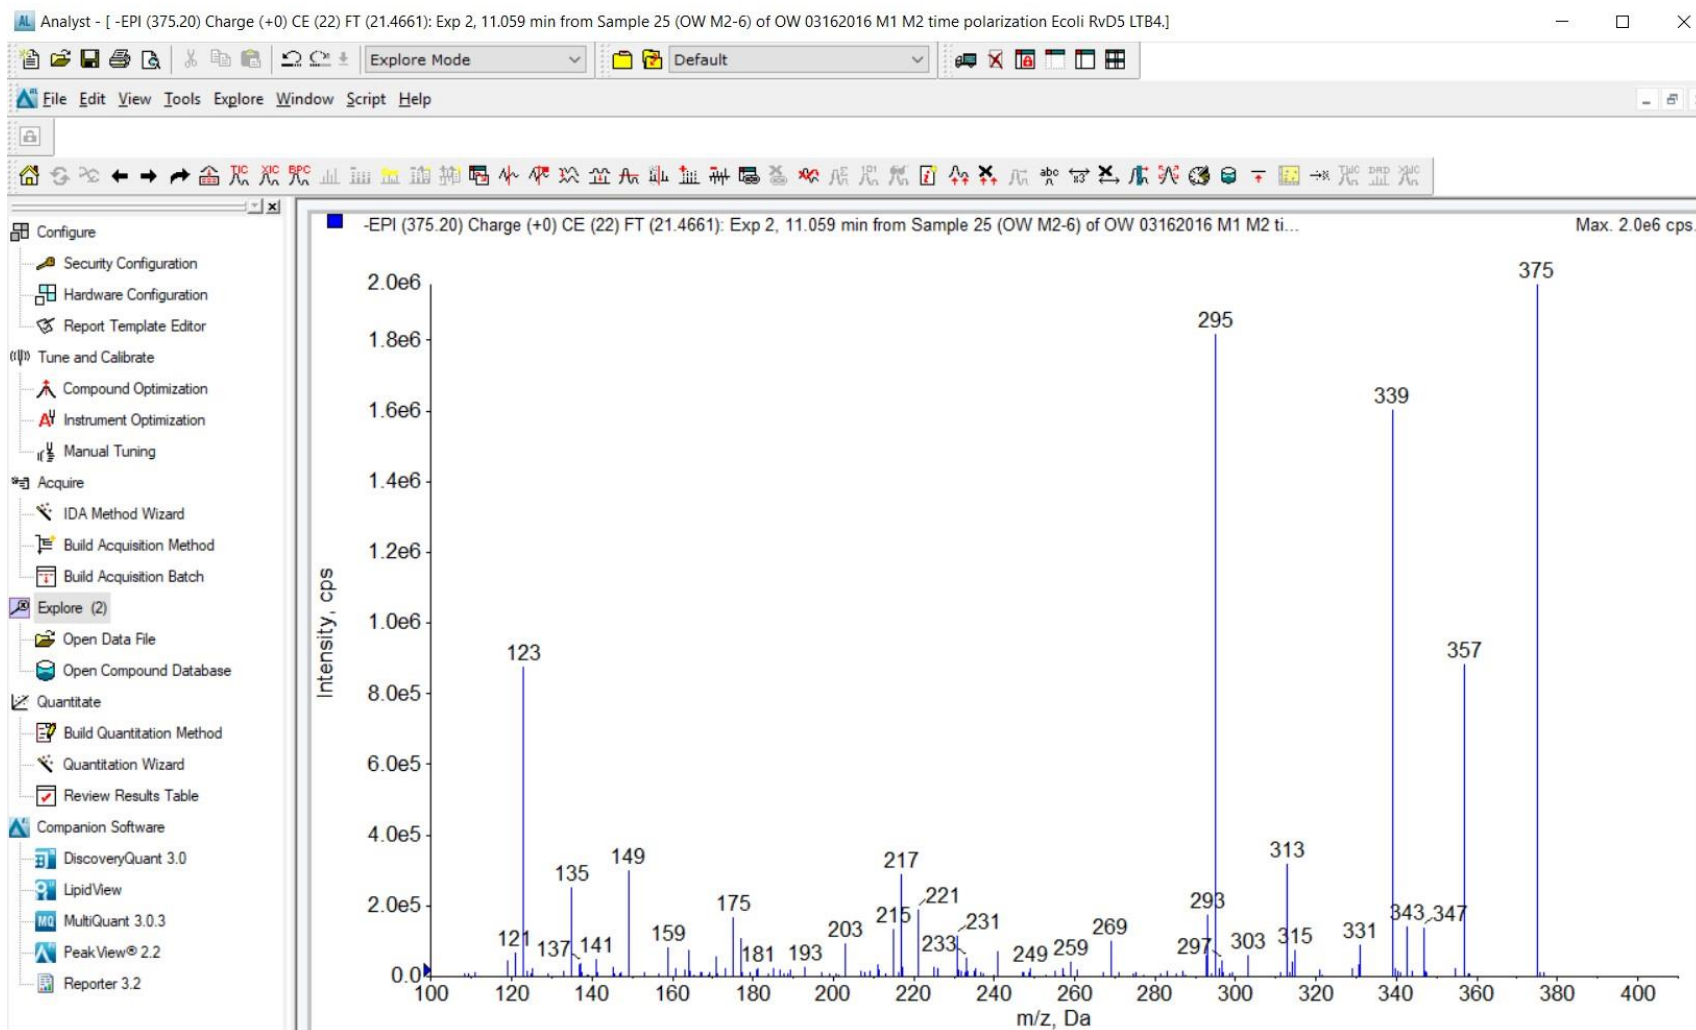 Analyst - [ -EPI (375.20) Charge (+0) CE (22) FT (21.4661): Exp 2, 11.059 min from Sample 25 (OW M2-6) of OW 03162016 M1 M2 time polarization Ecoli RvD5 LTB4.]
Explore Mode
Default
File Edit View Tools Explore Window Script Help
TIC XIC BPC
Configure
Security Configuration
Hardware Configuration
Report Template Editor
Tune and Calibrate
Compound Optimization
Instrument Optimization
Manual Tuning
Acquire
IDA Method Wizard
Build Acquisition Method
Build Acquisition Batch
Explore (2)
Open Data File
Open Compound Database
Quantitate
Build Quantitation Method
Quantitation Wizard
Review Results Table
Companion Software
DiscoveryQuant 3.0
LipidView
MultiQuant 3.0.3
PeakView® 2.2
Reporter 3.2
-EPI (375.20) Charge (+0) CE (22) FT (21.4661): Exp 2, 11.059 min from Sample 25 (OW M2-6) of OW 03162016 M1 M2 ti...
Max. 2.0e6 cps.
Intensity, cps
2.0e6
1.8e6
1.6e6
1.4e6
1.2e6
1.0e6
8.0e5
6.0e5
4.0e5
2.0e5
0.0
375
295
339
123
357
313
149
135
217
175
221
293
215
231
343
347
121
137
141
159
181
193
203
233
249
259
269
297
303
315
331
100 120 140 160 180 200 220 240 260 280 300 320 340 360 380 400
m/z, Da